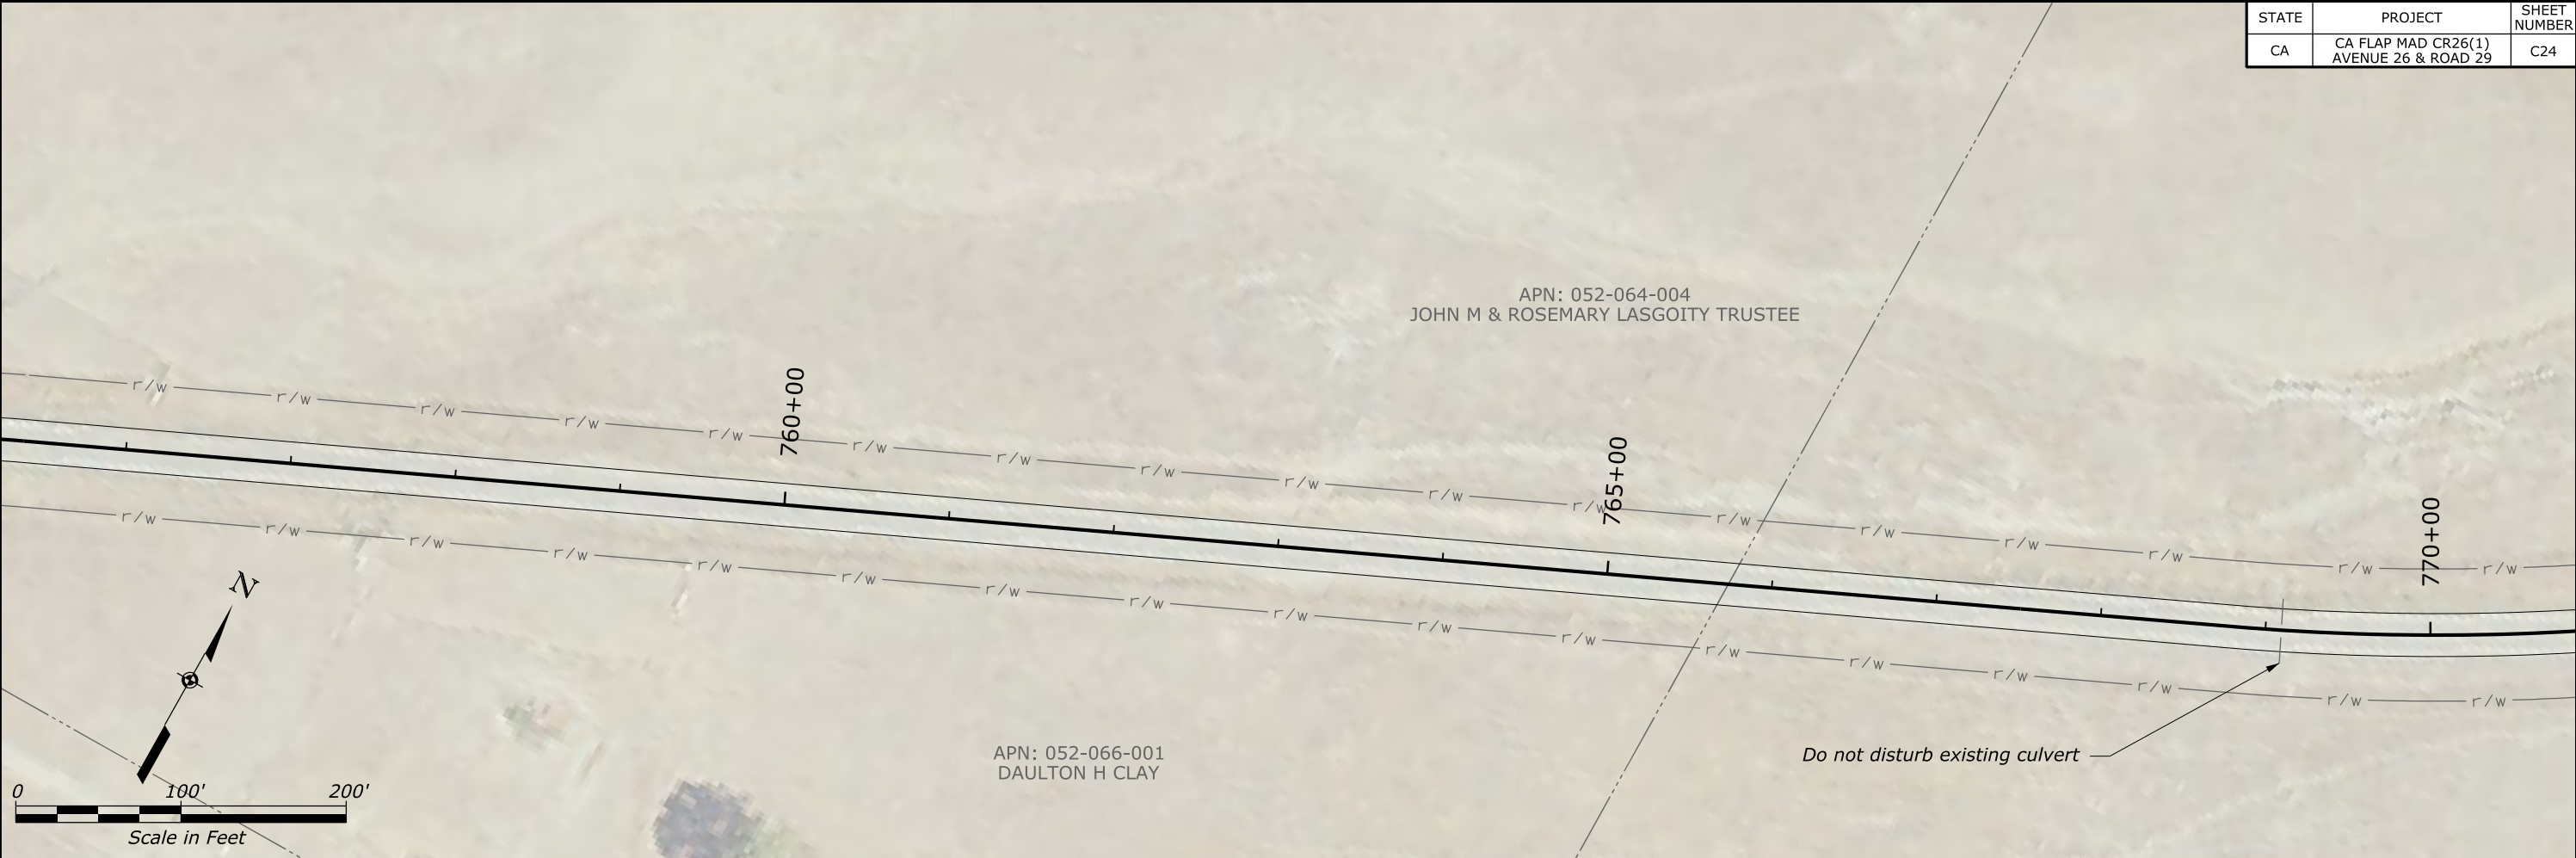 STATE PROJECT SHEET NUMBER
CA CA FLAP MAD CR26(1) AVENUE 26 & ROAD 29 C24
APN: 052-064-004
JOHN M & ROSEMARY LASGOITY TRUSTEE
r/w r/w r/w r/w r/w r/w r/w r/w r/w r/w r/w r/w r/w r/w r/w r/w r/w
760+00
765+00
770+00
r/w r/w r/w r/w r/w r/w r/w r/w r/w r/w r/w r/w r/w r/w r/w r/w r/w
N
APN: 052-066-001
DAULTON H CLAY
Do not disturb existing culvert
0 100' 200'
Scale in Feet